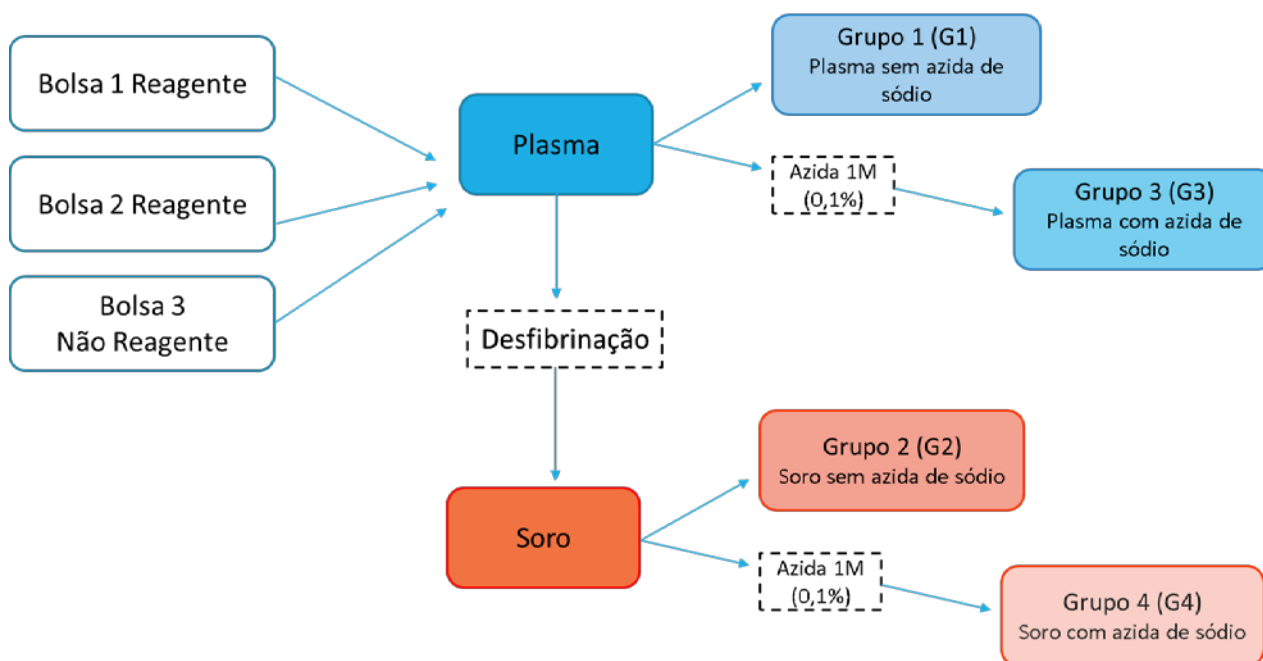 Bolsa 1 Reagente
Bolsa 2 Reagente
Bolsa 3
Não Reagente
Plasma
Grupo 1 (G1)
Plasma sem azida de
sódio
Azida 1M
(0,1%)
Grupo 3 (G3)
Plasma com azida de
sódio
Desfibrinação
Soro
Grupo 2 (G2)
Soro sem azida de sódio
Azida 1M
(0,1%)
Grupo 4 (G4)
Soro com azida de sódio